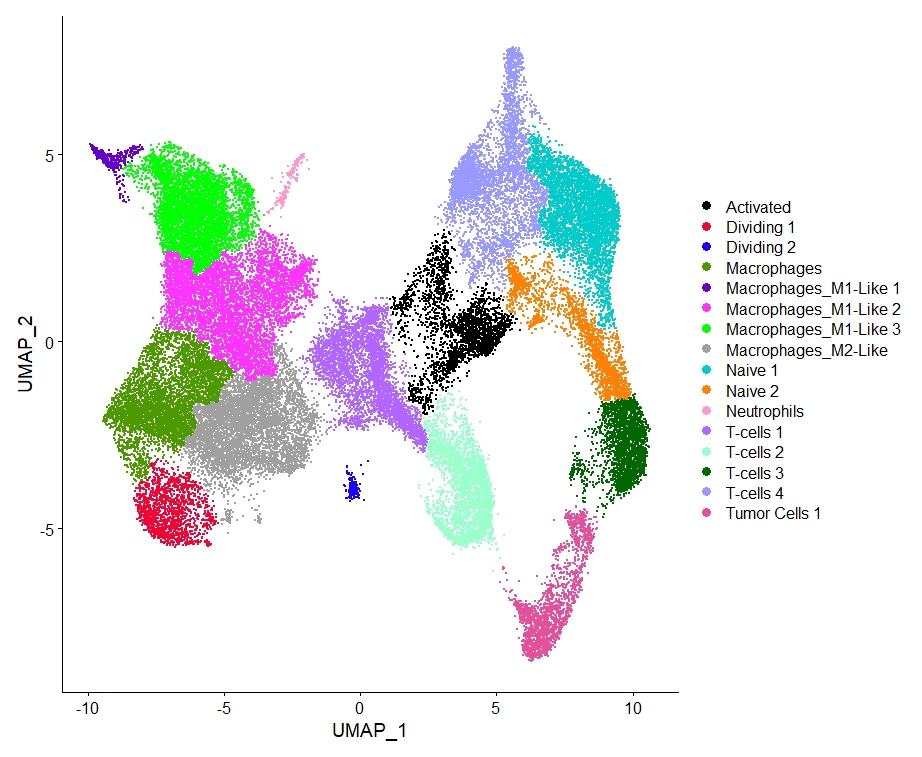 5
0
-5
UMAP_2
-10
-5
0
5
10
UMAP_1
Activated
Dividing 1
Dividing 2
Macrophages
Macrophages_M1-Like 1
Macrophages_M1-Like 2
Macrophages_M1-Like 3
Macrophages_M2-Like
Naive 1
Naive 2
Neutrophils
T-cells 1
T-cells 2
T-cells 3
T-cells 4
Tumor Cells 1